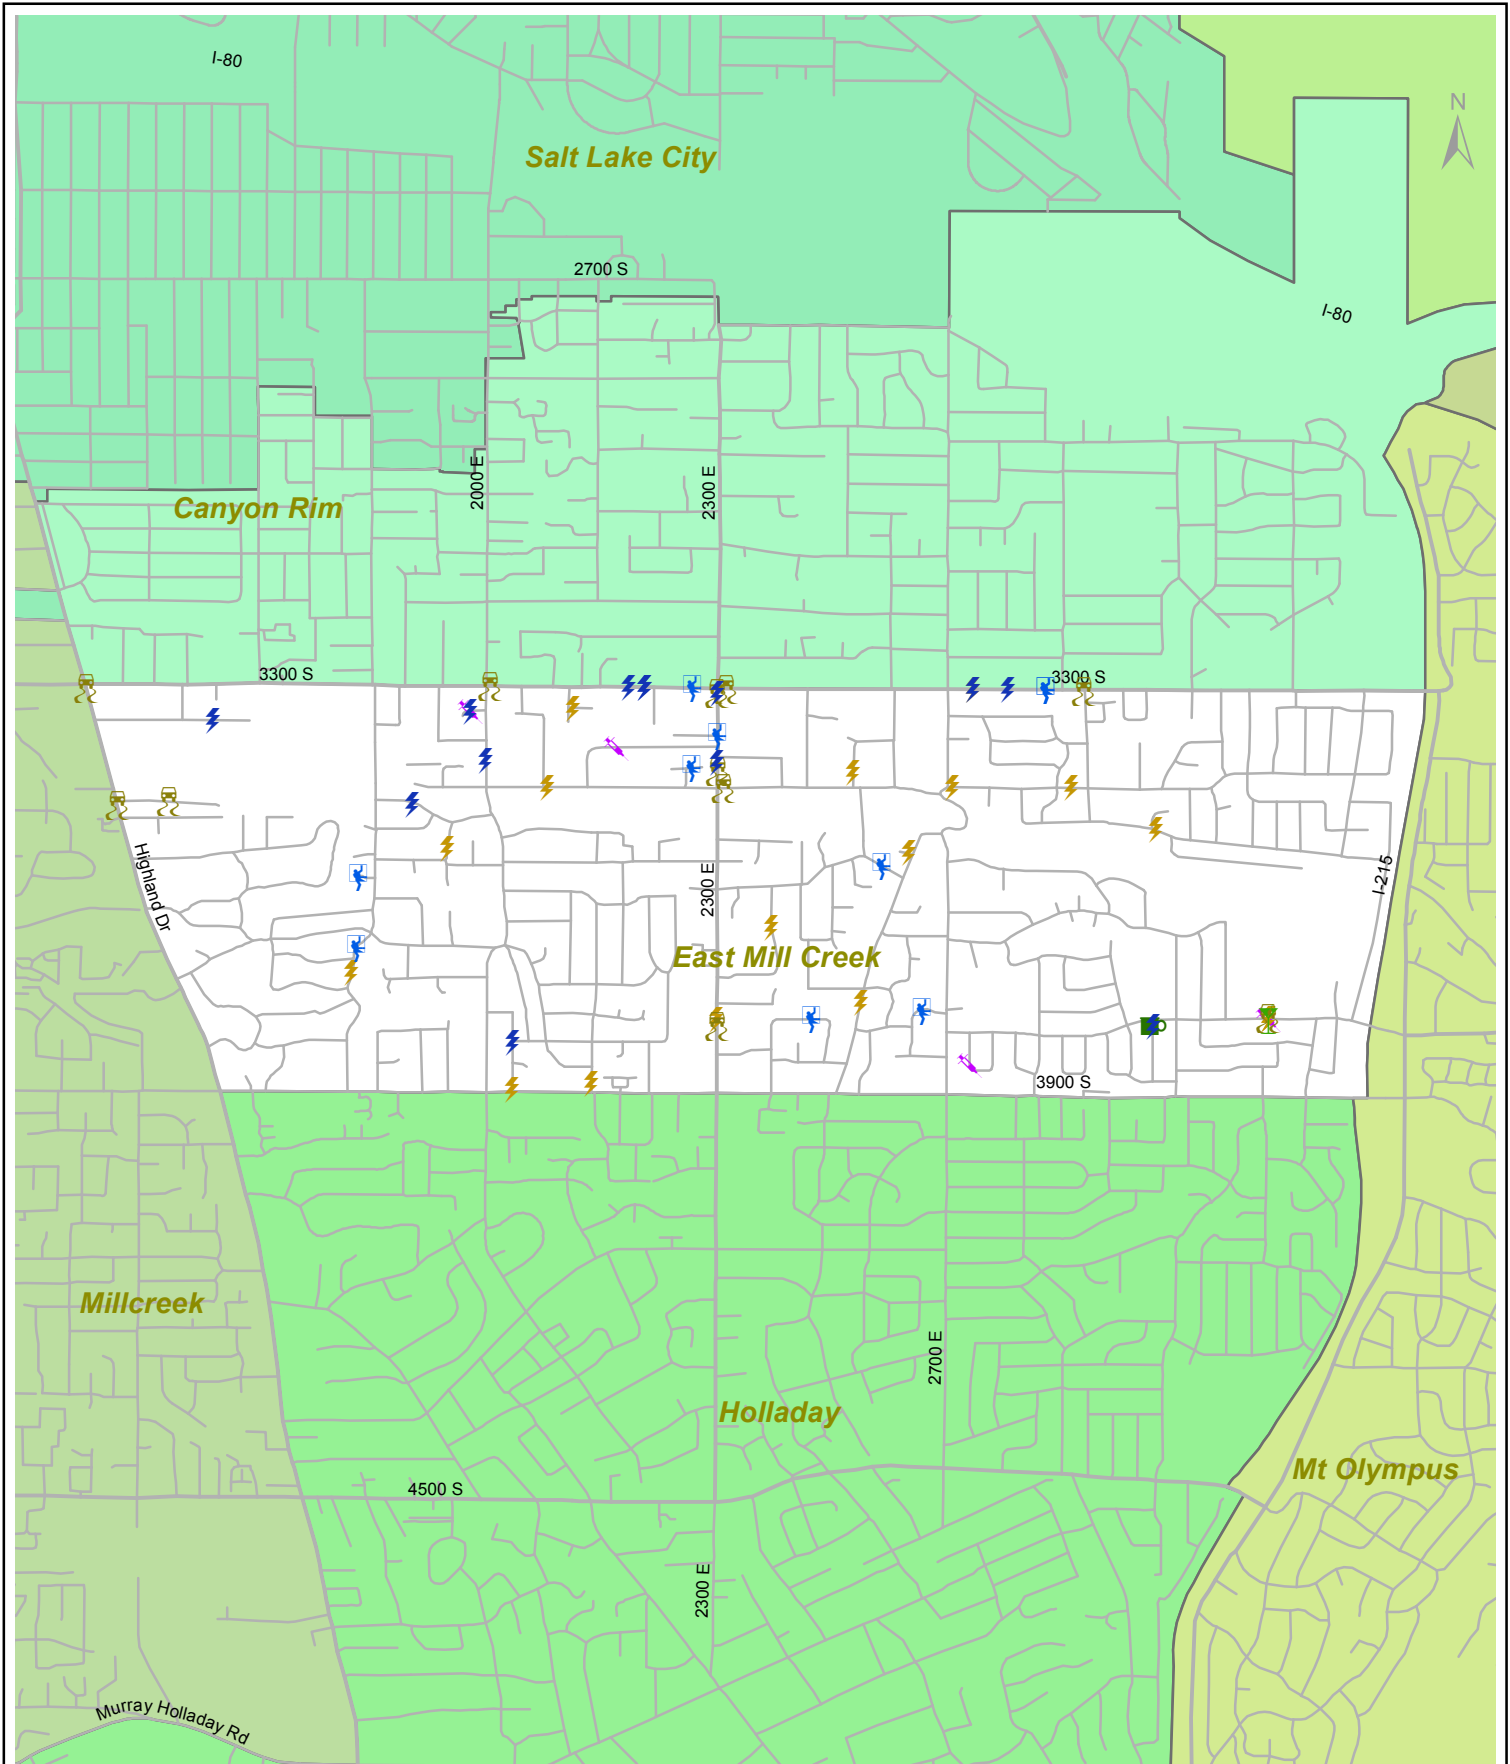 I-80
N
Salt Lake City
2700 S
I-80
2000 E
2300 E
Canyon Rim
3300 S
3300 S
Highland Dr
2300 E
I-215
East Mill Creek
3900 S
Millcreek
2700 E
Holladay
Mt Olympus
4500 S
2300 E
Murray Holladay Rd